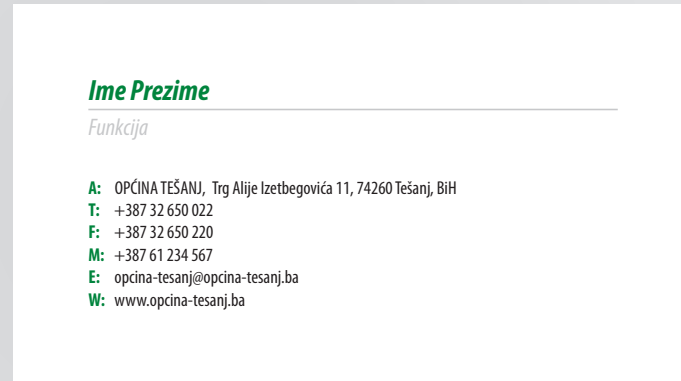 Ime Prezime
Funkcija
A: OPĆINA TEŠANJ, Trg Alije Izetbegovića 11, 74260 Tešanj, BiH
T: +387 32 650 022
F: +387 32 650 220
M: +387 61 234 567
E: opcina-tesanj@opcina-tesanj.ba
W: www.opcina-tesanj.ba